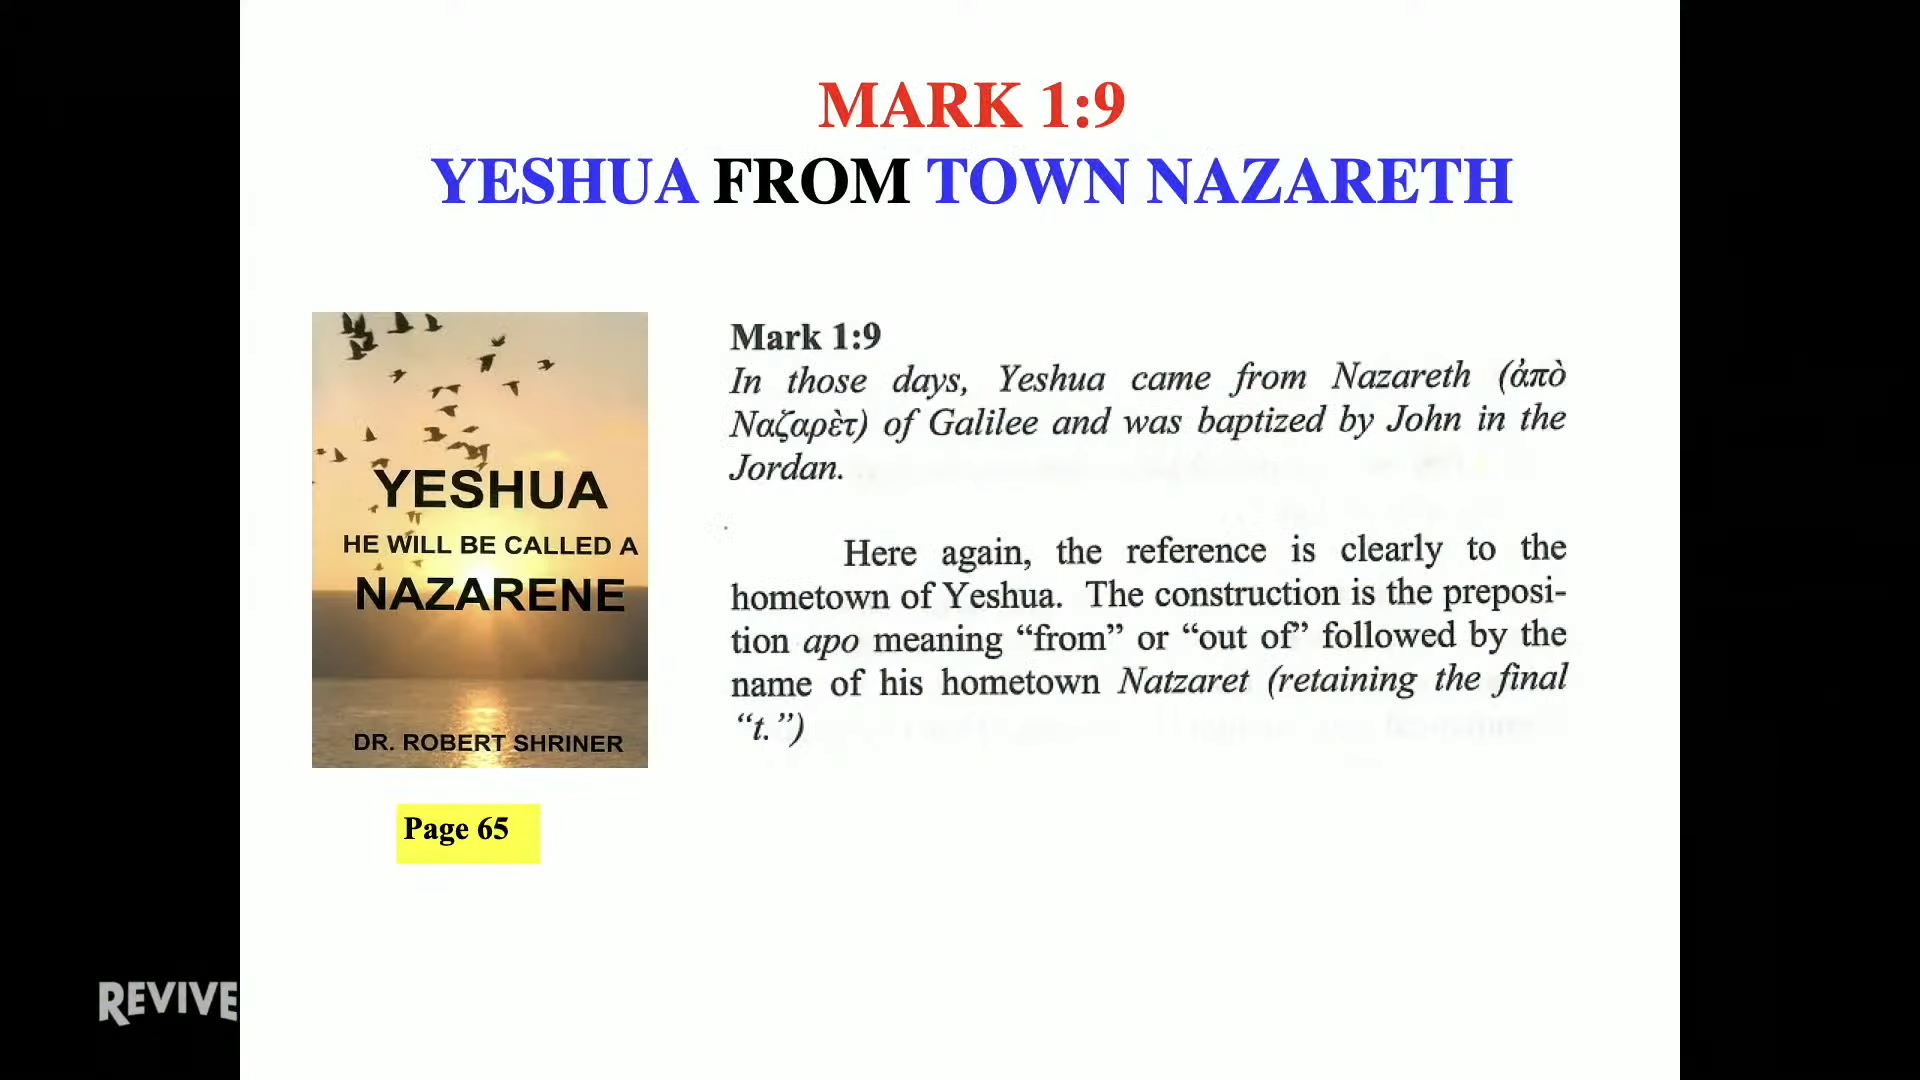 MARK 1:9
YESHUA FROM TOWN NAZARETH
YESHUA
HE WILL BE CALLED A
NAZARENE
DR. ROBERT SHRINER
Page 65
Mark 1:9
In those days, Yeshua came from Nazareth (ἀπὸ
Ναζαρὲτ) of Galilee and was baptized by John in the
Jordan.
Here again, the reference is clearly to the
hometown of Yeshua. The construction is the preposi-
tion apo meaning “from” or “out of” followed by the
name of his hometown Natzaret (retaining the final
“t.”)
REVIVE